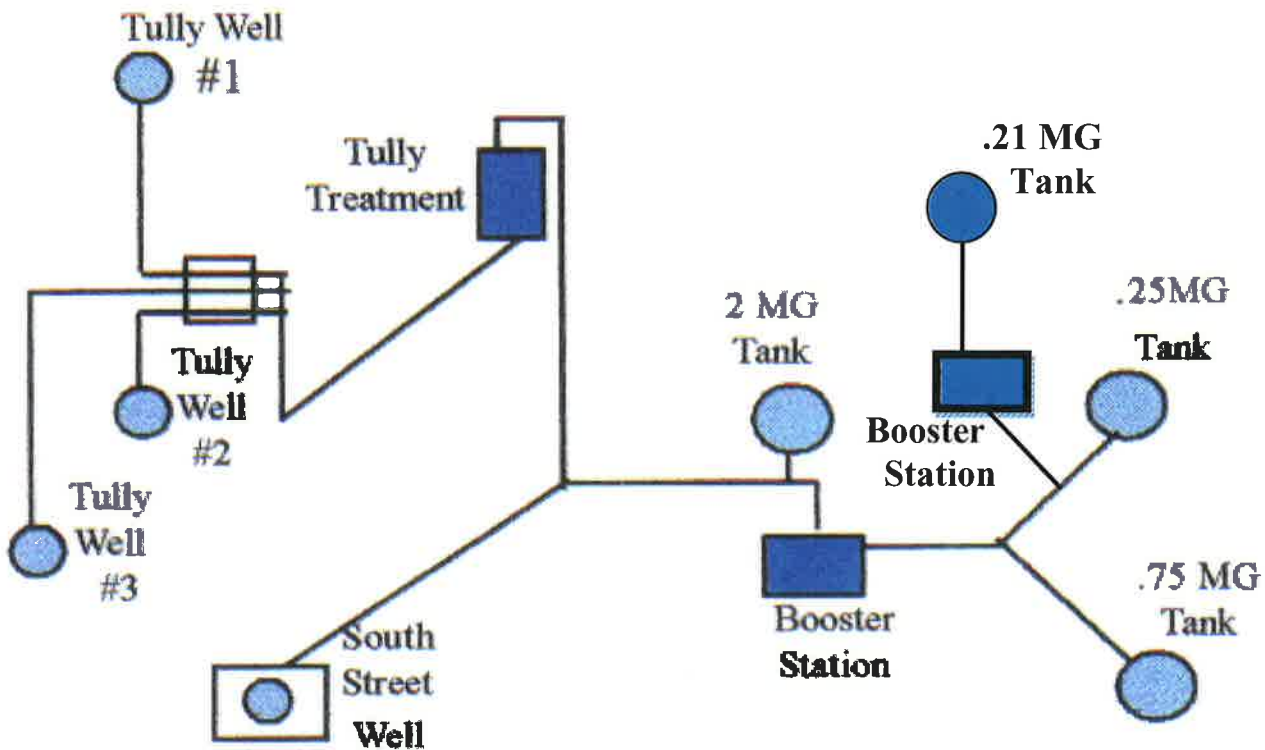 Tully Well
#1
Tully
Treatment
.21 MG
Tank
2 MG
Tank
.25MG
Tank
Tully
Well
#2
Booster
Station
Tully
Well
#3
.75 MG
Tank
Booster
Station
South
Street
Well